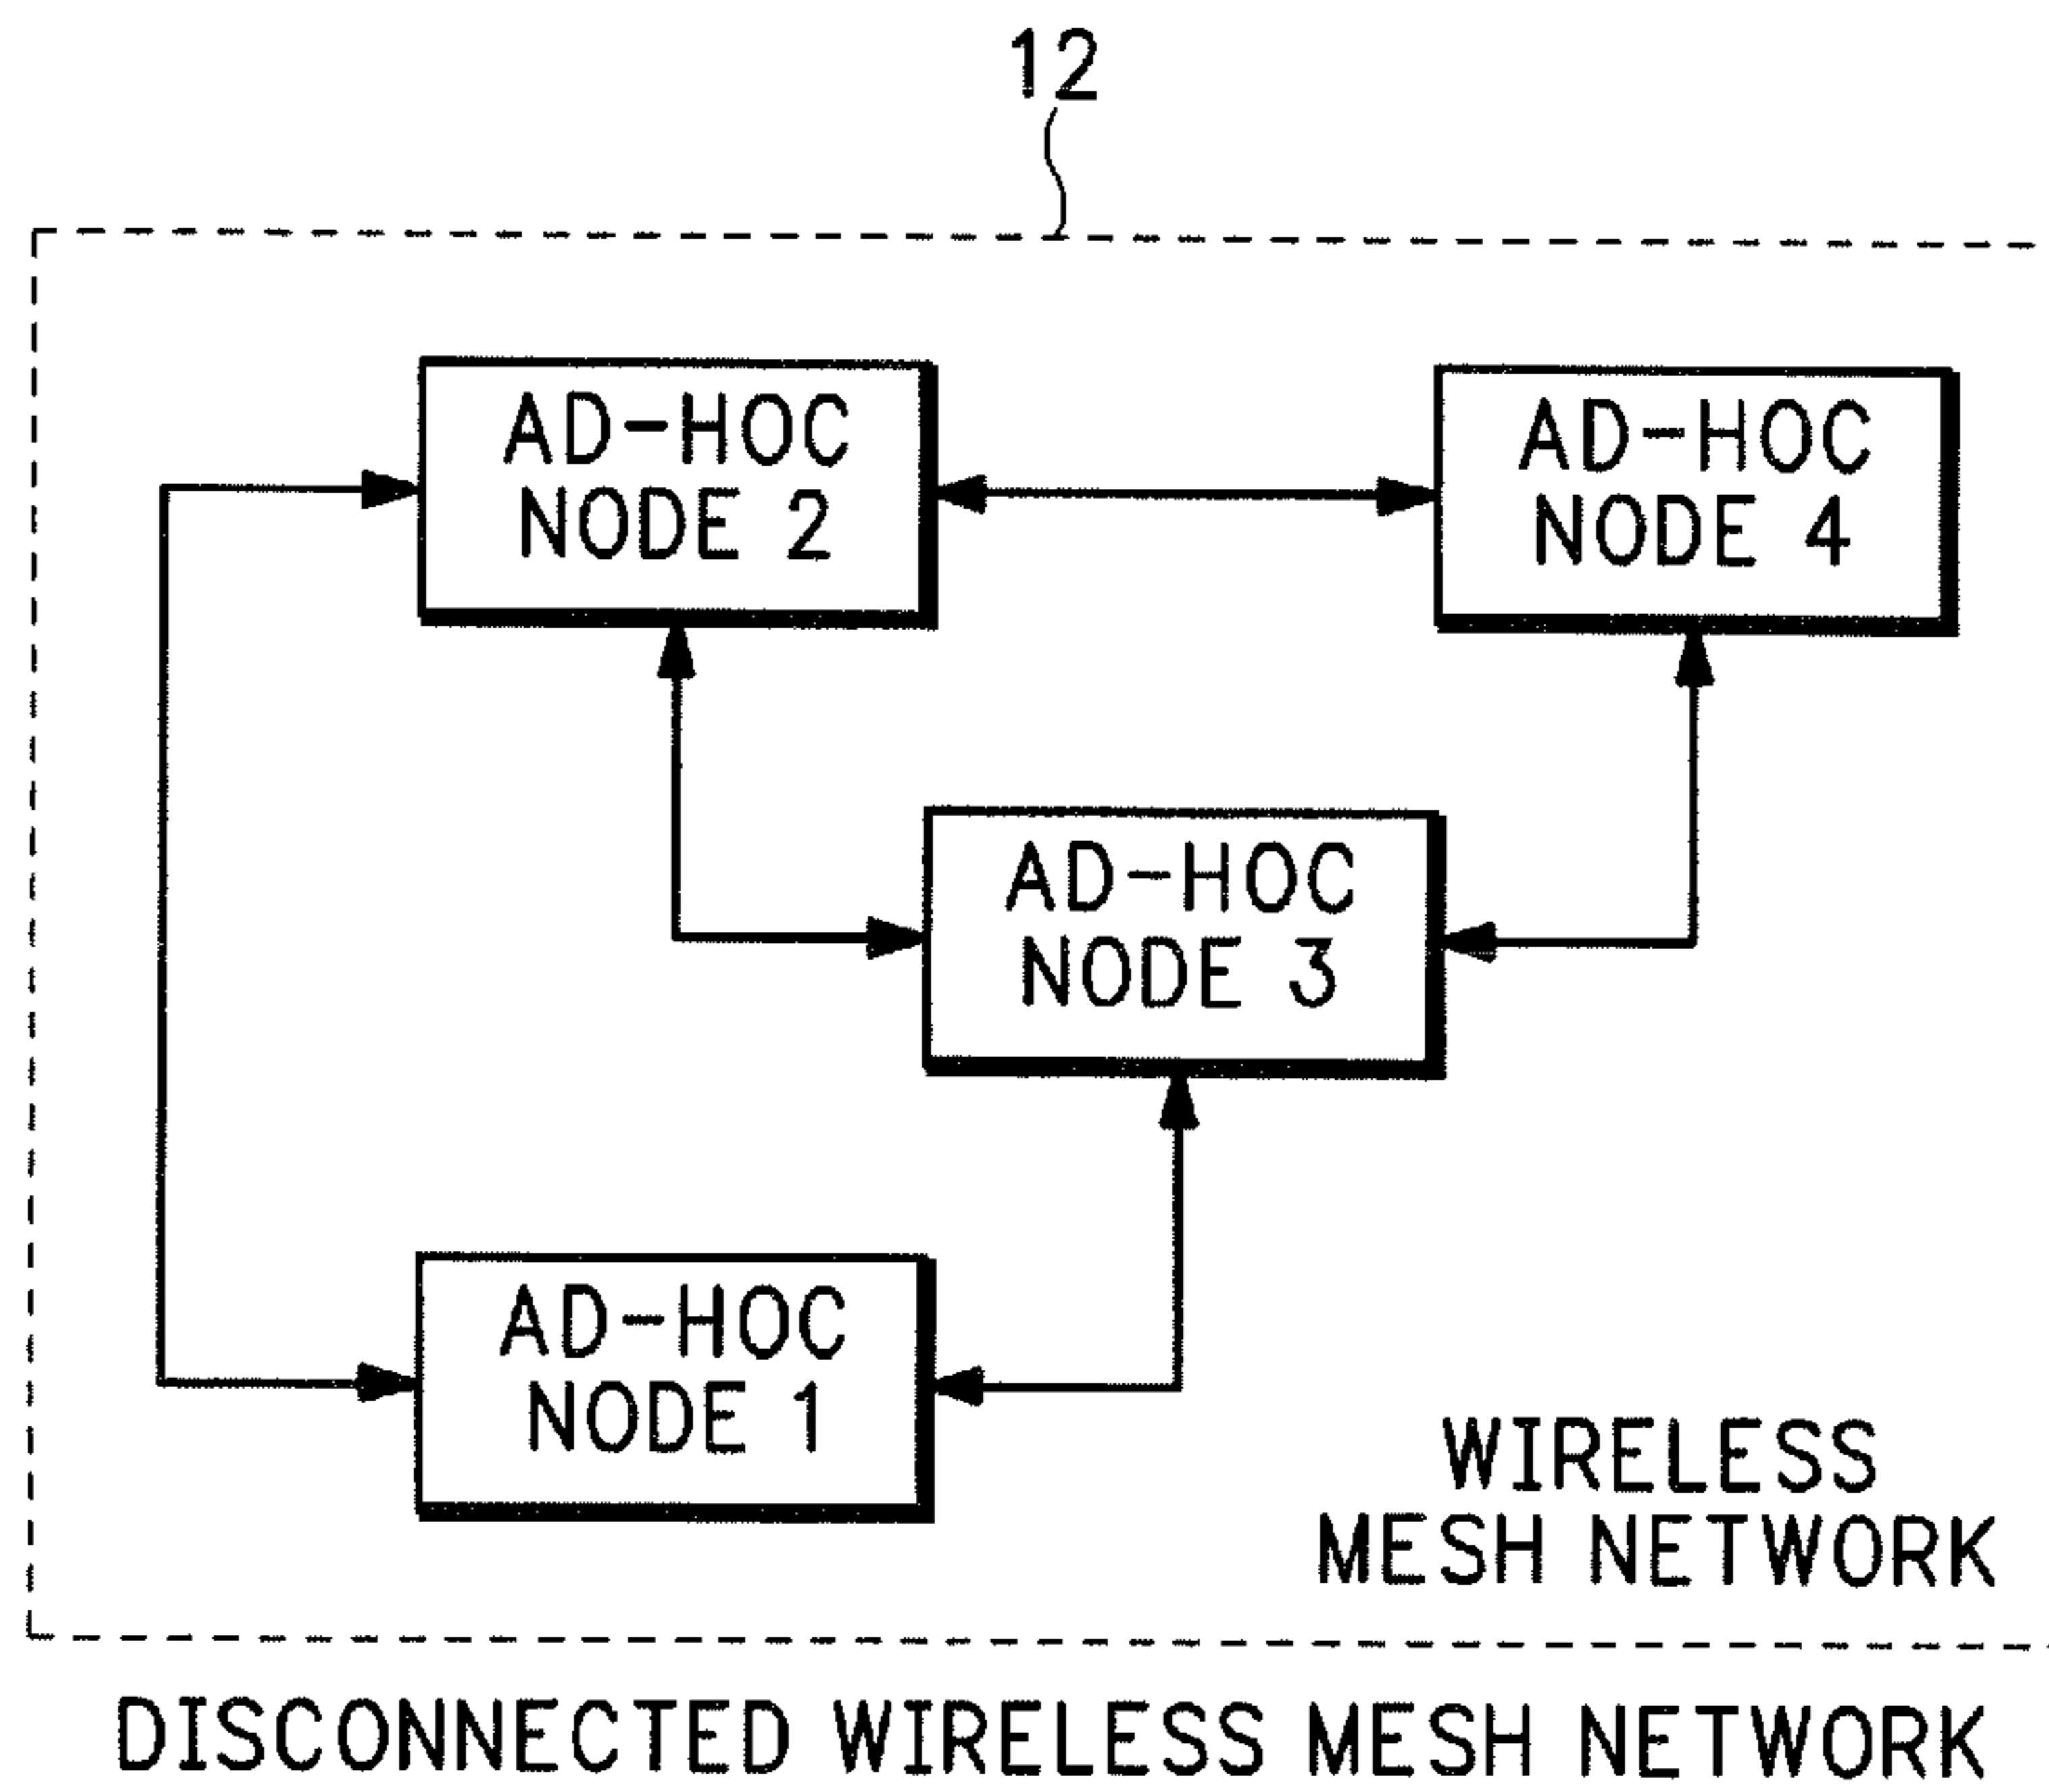 12
AD-HOC
NODE 2
AD-HOC
NODE 4
AD-HOC
NODE 3
AD-HOC
NODE 1
WIRELESS
MESH NETWORK
DISCONNECTED WIRELESS MESH NETWORK